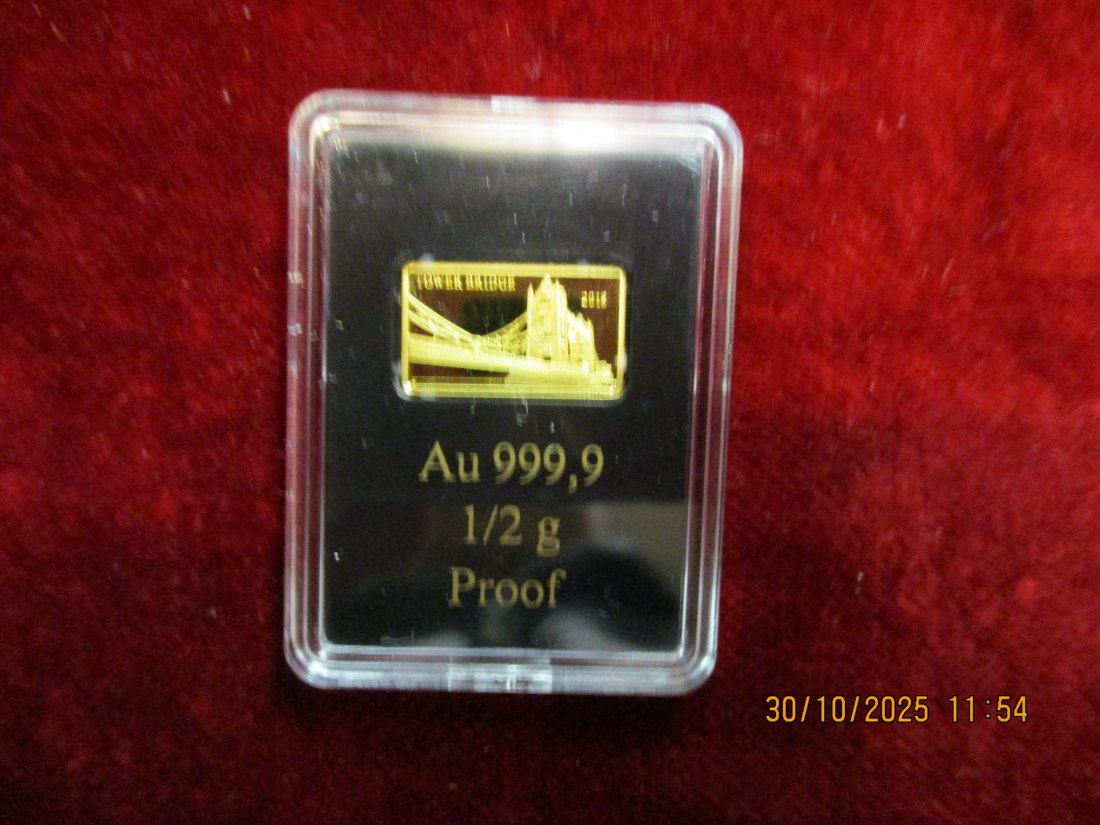 TOWER BRIDGE
Au 999,9
1/2 g
Proof
30/10/2025 11:54